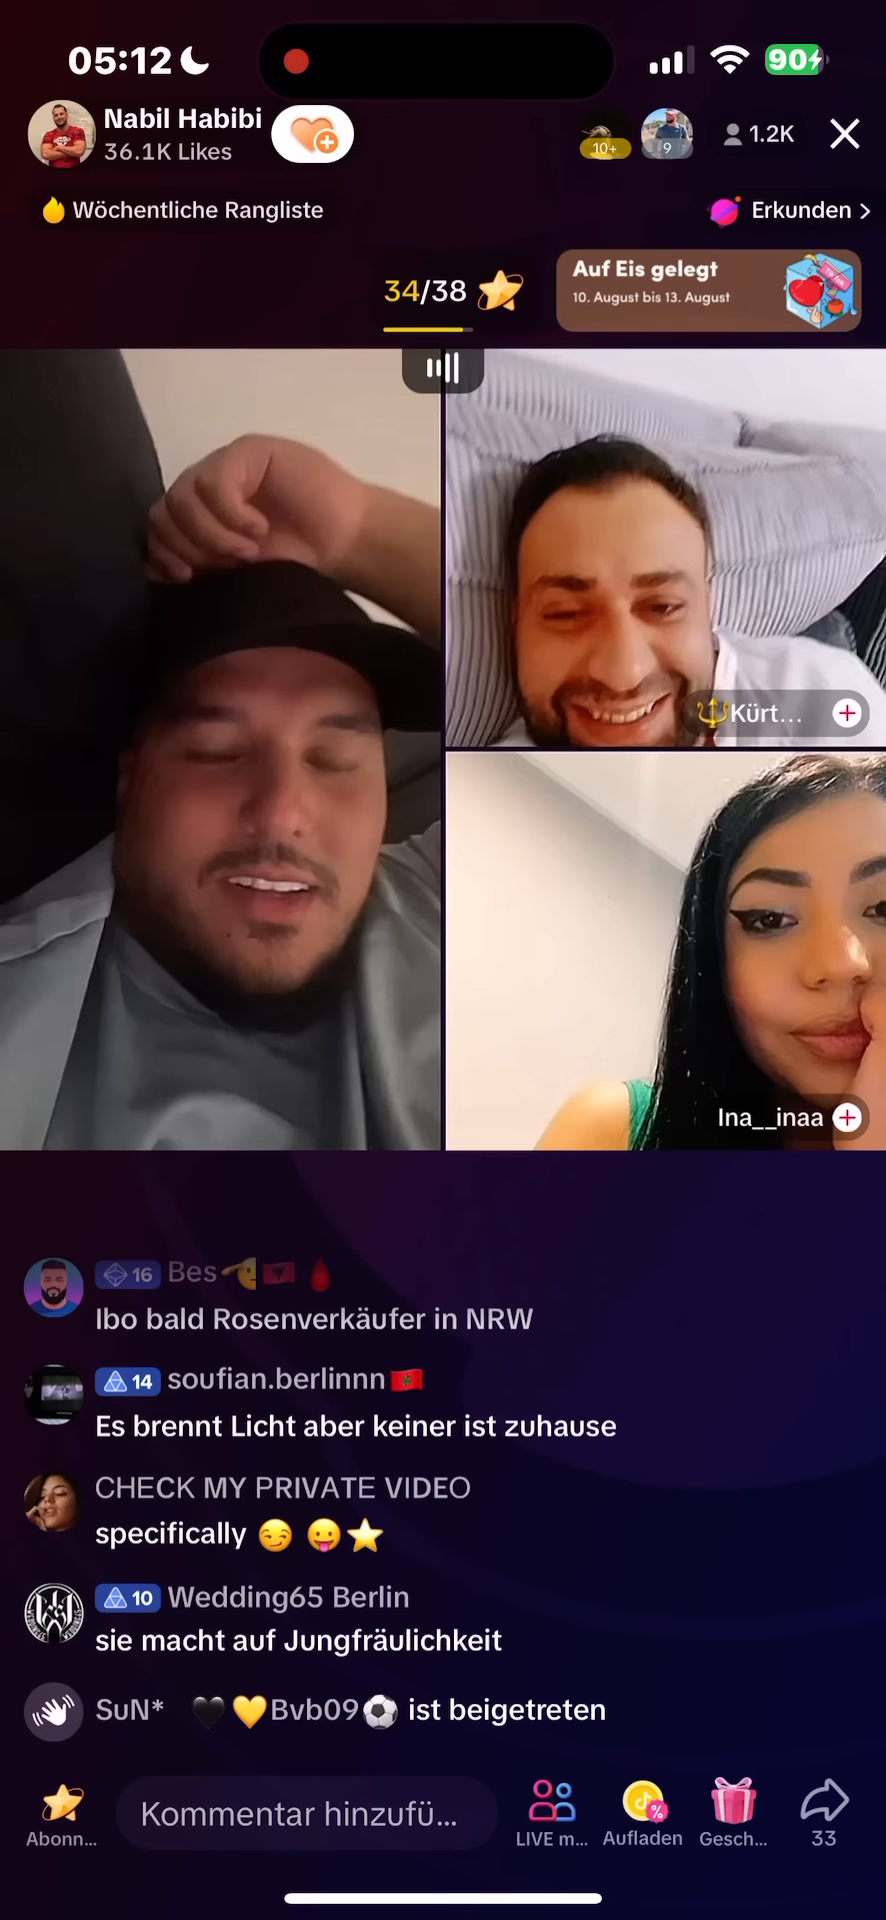 05:12
90
Nabil Habibi
36.1K Likes
10+
9
1.2K
Wöchentliche Rangliste
Erkunden >
34/38
Auf Eis gelegt
10. August bis 13. August
Kürt...
Ina__inaa
16 Bes
Ibo bald Rosenverkäufer in NRW
14 soufian.berlinnn
Es brennt Licht aber keiner ist zuhause
CHECK MY PRIVATE VIDEO
specifically 😏 😛⭐
10 Wedding65 Berlin
sie macht auf Jungfräulichkeit
SuN* 🖤💛Bvb09⚽ ist beigetreten
Kommentar hinzufü...
Abonn...
LIVE m...
Aufladen
Gesch...
33